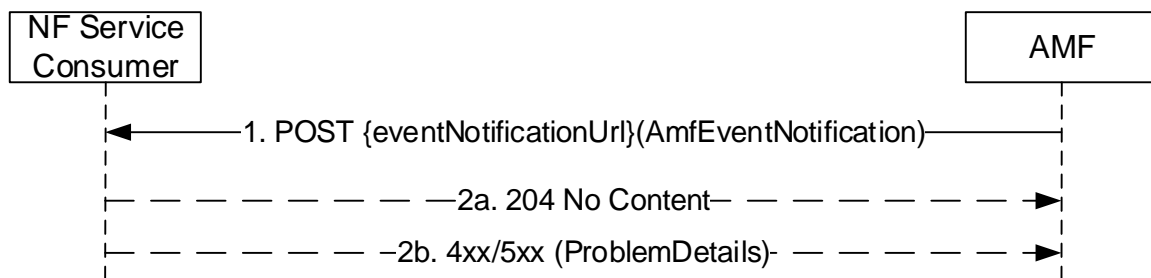 NF Service
Consumer
AMF
1. POST {eventNotificationUrl}(AmfEventNotification)
2a. 204 No Content
2b. 4xx/5xx (ProblemDetails)